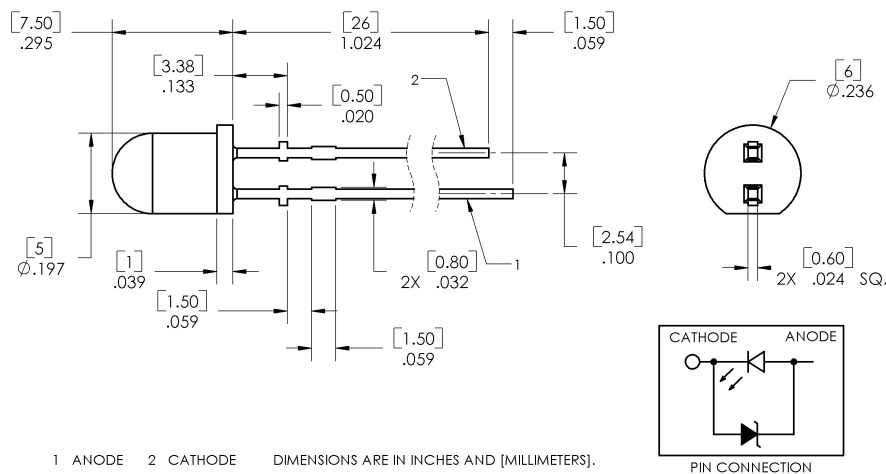 [7.50]
.295
[26]
1.024
[1.50]
.059
[3.38]
.133
[0.50]
.020
2
[6]
Ø.236
[5]
Ø.197
[1]
.039
[1.50]
.059
[1.50]
.059
2X [0.80]
.032
1
[2.54]
.100
2X [0.60]
.024 SQ.
CATHODE ANODE
PIN CONNECTION
1 ANODE 2 CATHODE DIMENSIONS ARE IN INCHES AND [MILLIMETERS].